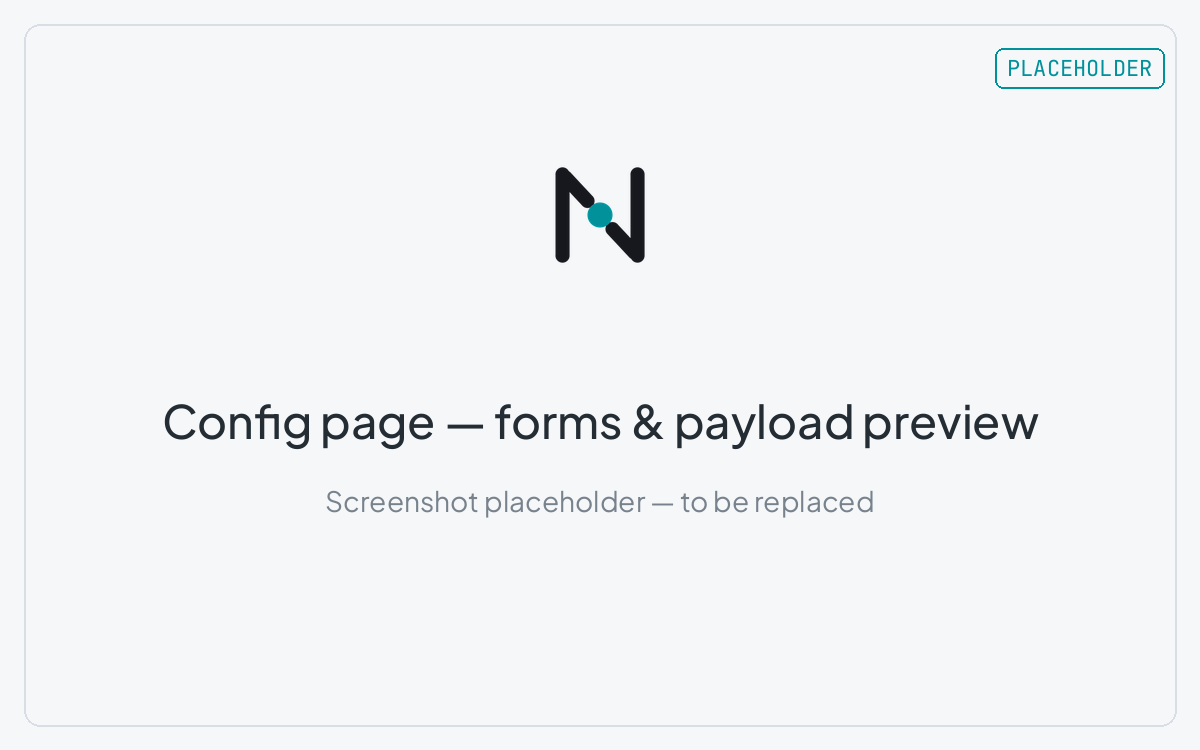 PLACEHOLDER
N
Config page — forms & payload preview
Screenshot placeholder — to be replaced